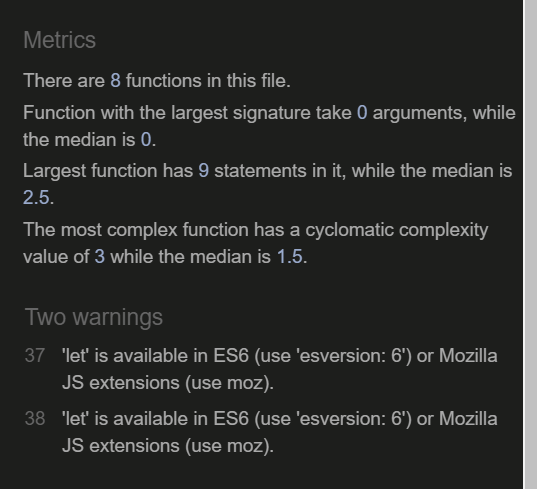 Metrics
There are 8 functions in this file.
Function with the largest signature take 0 arguments, while
the median is 0.
Largest function has 9 statements in it, while the median is
2.5.
The most complex function has a cyclomatic complexity
value of 3 while the median is 1.5.
Two warnings
37 'let' is available in ES6 (use 'esversion: 6') or Mozilla
JS extensions (use moz).
38 'let' is available in ES6 (use 'esversion: 6') or Mozilla
JS extensions (use moz).